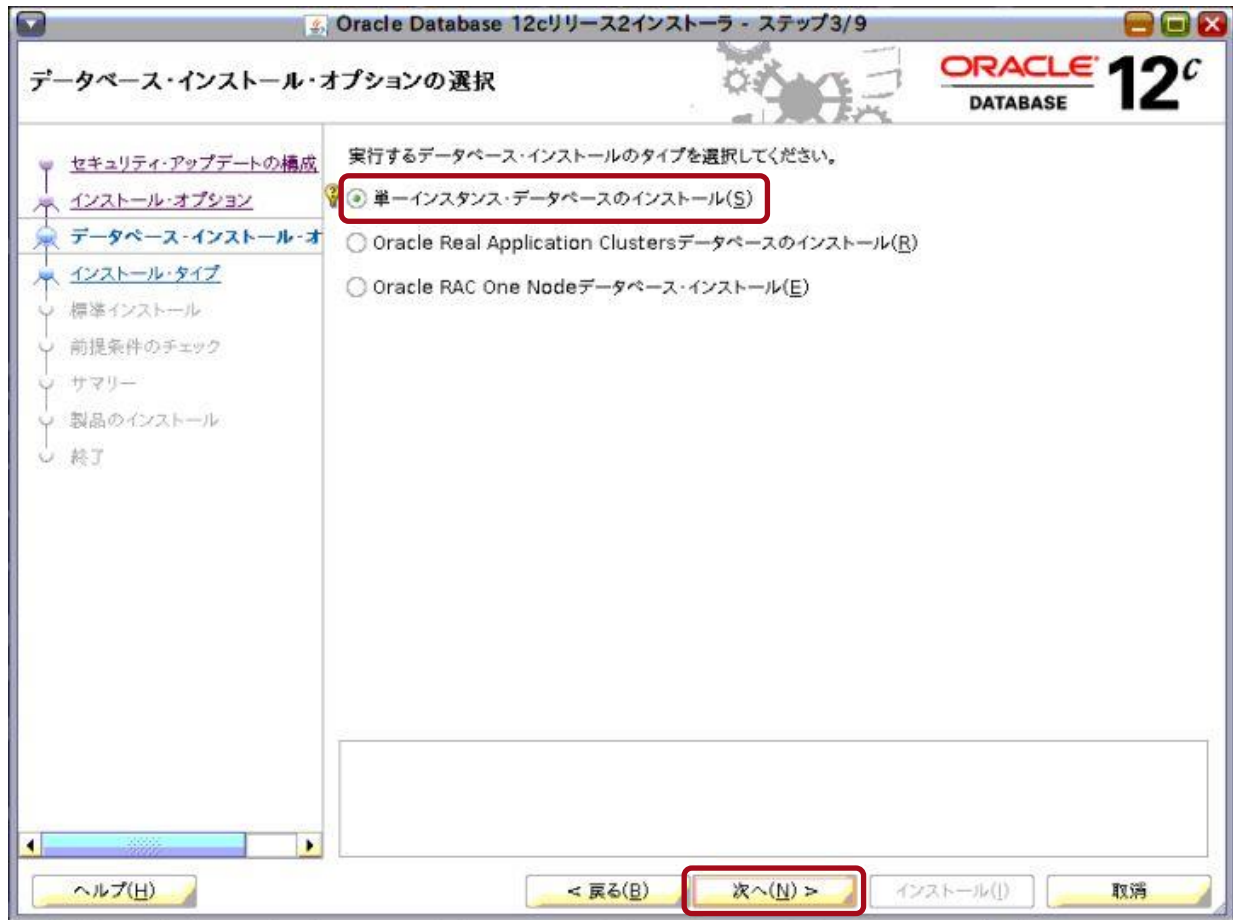 Oracle Database 12cリリース2インストーラ - ステップ3/9
データベース・インストール・オプションの選択
ORACLE
DATABASE
12c
セキュリティ・アップデートの構成
インストール・オプション
データベース・インストール・オ
インストール・タイプ
標準インストール
前提条件のチェック
サマリー
製品のインストール
終了
実行するデータベース・インストールのタイプを選択してください。
単一インスタンス・データベースのインストール(S)
Oracle Real Application Clustersデータベースのインストール(R)
Oracle RAC One Nodeデータベース・インストール(E)
ヘルプ(H)
< 戻る(B)
次へ(N) >
インストール(I)
取消